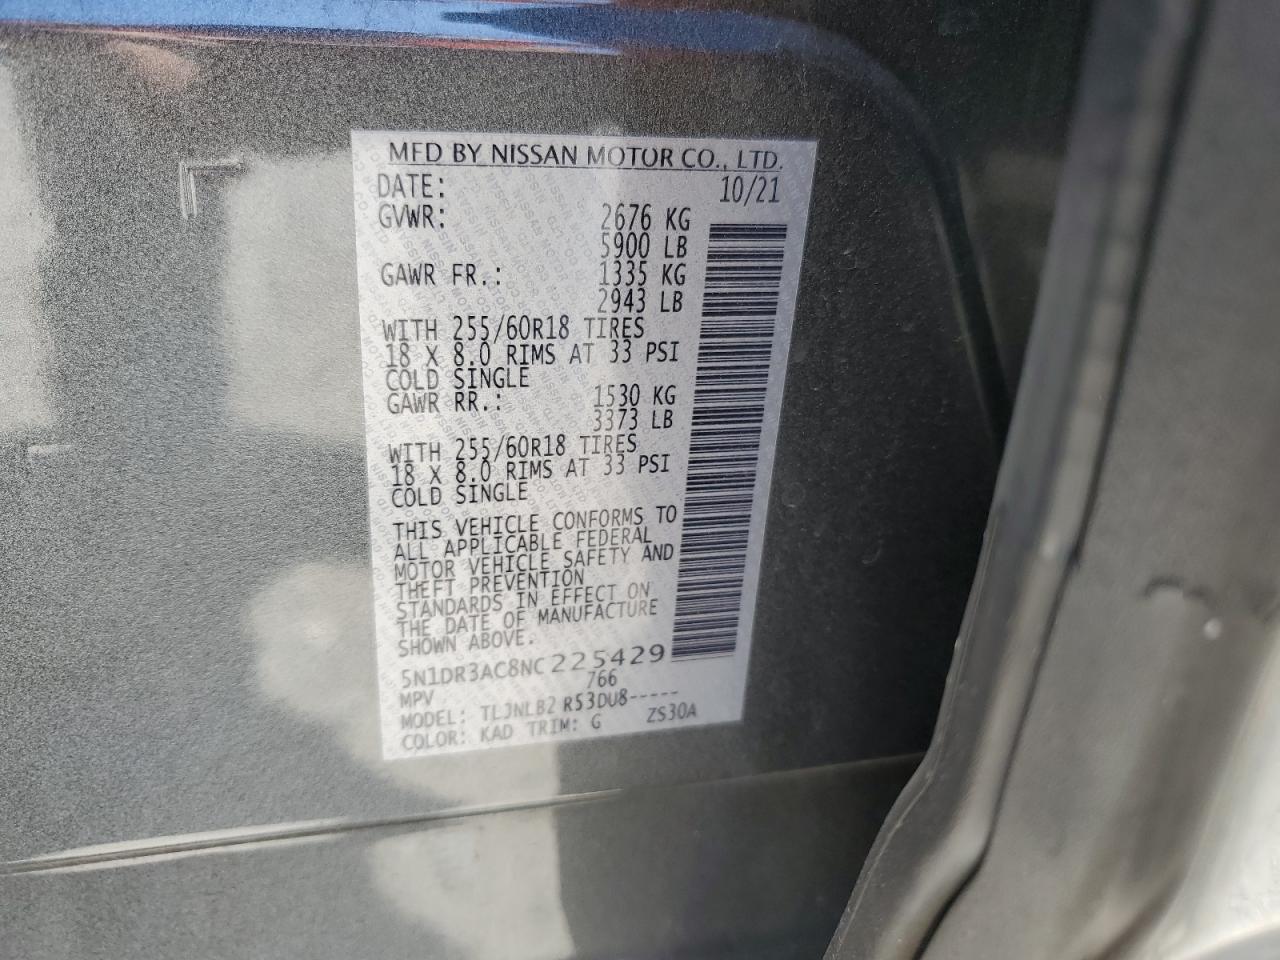 MFD BY NISSAN MOTOR CO., LTD.
DATE: 10/21
GVWR: 2676 KG
5900 LB
GAWR FR.: 1335 KG
2943 LB
WITH 255/60R18 TIRES
18 X 8.0 RIMS AT 33 PSI
COLD SINGLE
GAWR RR.: 1530 KG
3373 LB
WITH 255/60R18 TIRES
18 X 8.0 RIMS AT 33 PSI
COLD SINGLE
THIS VEHICLE CONFORMS TO
ALL APPLICABLE FEDERAL
MOTOR VEHICLE SAFETY AND
THEFT PREVENTION
STANDARDS IN EFFECT ON
THE DATE OF MANUFACTURE
SHOWN ABOVE.
5N1DR3AC8NC225429
MPV 766
MODEL: TLJNLB2 R53DU8-----
COLOR: KAD TRIM: G ZS30A